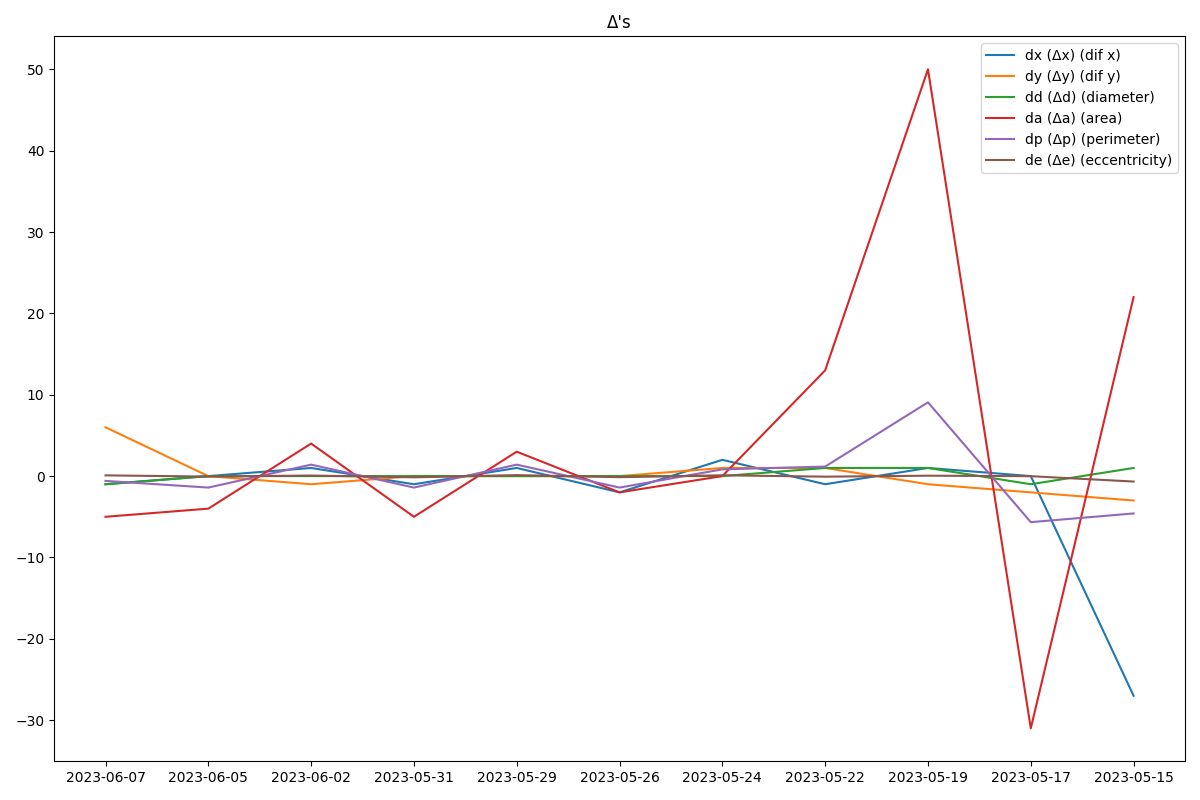 Δ's
dx (Δx) (dif x)
dy (Δy) (dif y)
dd (Δd) (diameter)
da (Δa) (area)
dp (Δp) (perimeter)
de (Δe) (eccentricity)
50
40
30
20
10
0
−10
−20
−30
2023-06-07 2023-06-05 2023-06-02 2023-05-31 2023-05-29 2023-05-26 2023-05-24 2023-05-22 2023-05-19 2023-05-17 2023-05-15